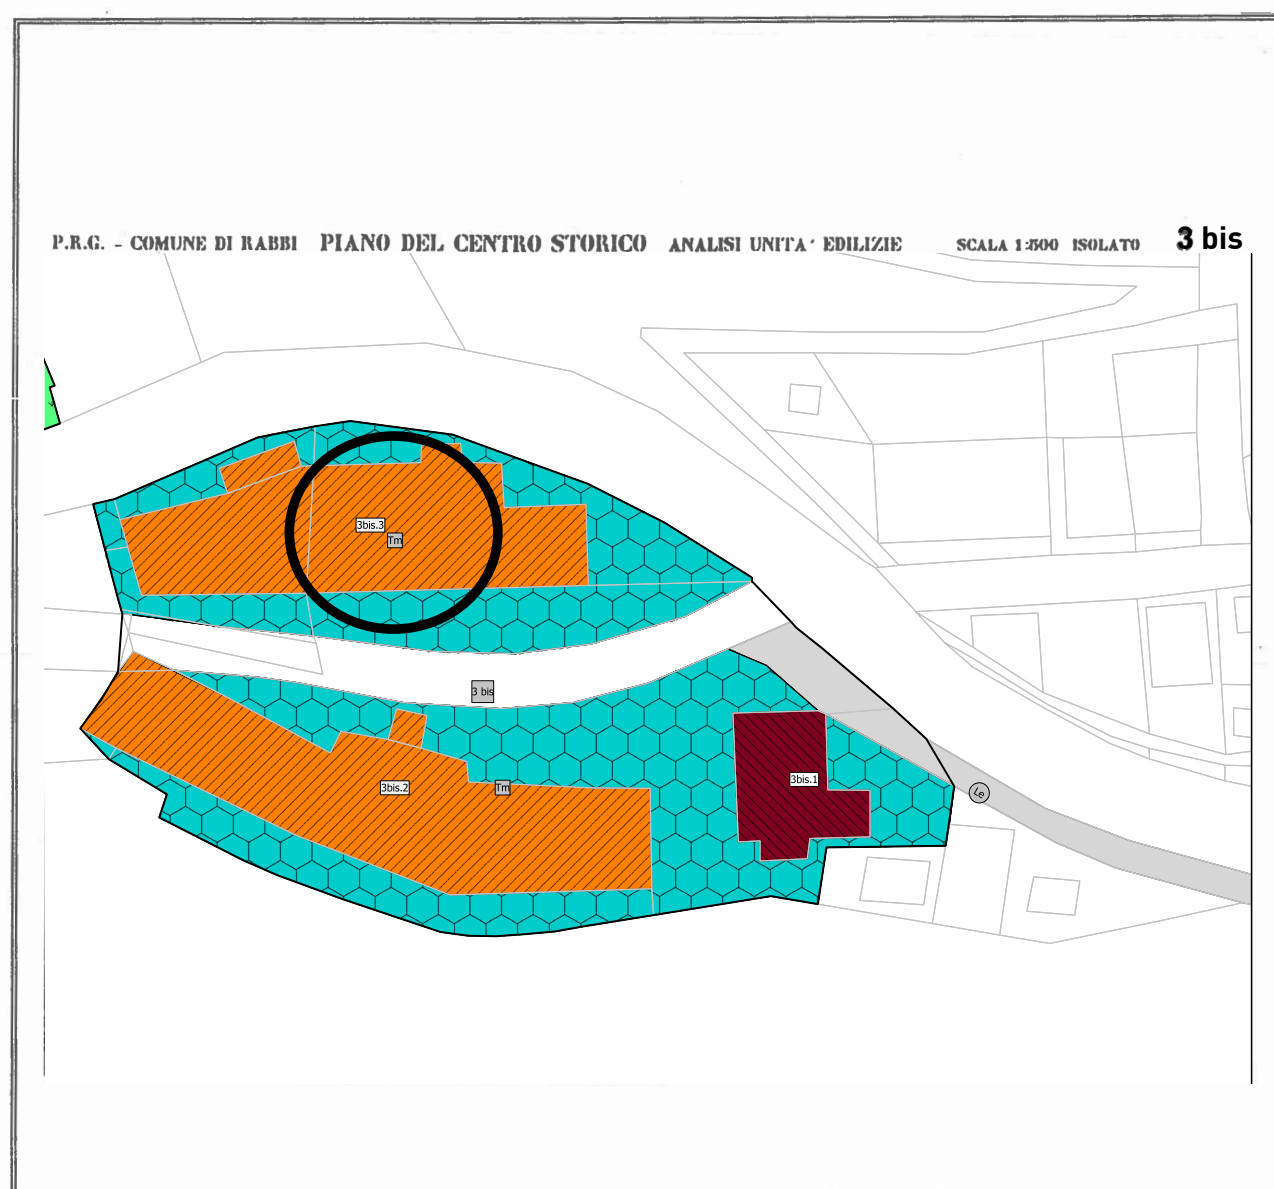 P.R.G. - COMUNE DI RABBI PIANO DEL CENTRO STORICO ANALISI UNITA' EDILIZIE SCALA 1:500 ISOLATO 3 bis
3bis.3
Tm
3 bis
3bis.1
3bis.2
Tm
Le